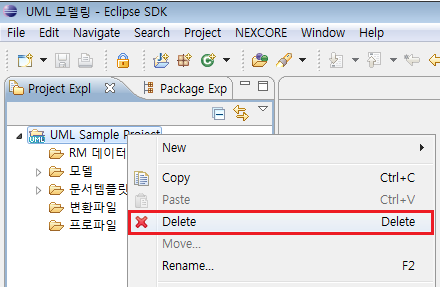 UML 모델링 - Eclipse SDK
File Edit Navigate Search Project NEXCORE Window Help
Project Expl Package Exp
UML UML Sample Project
RM 데이터
모델
문서템플릿
변환파일
프로파일
New
Copy Ctrl+C
Paste Ctrl+V
Delete Delete
Move...
Rename... F2